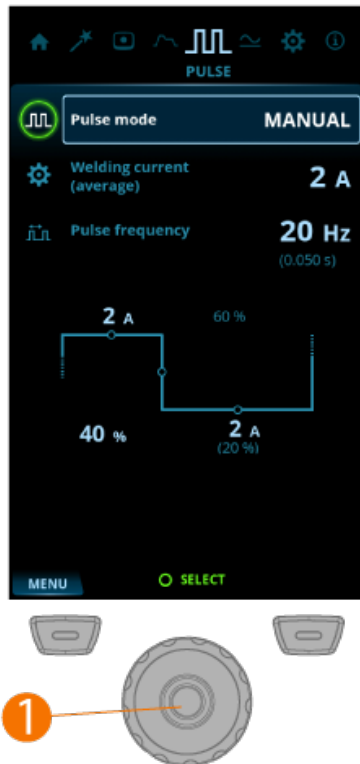 PULSE
Pulse mode MANUAL
Welding current
(average) 2 A
Pulse frequency 20 Hz
(0.050 s)
2 A 60 %
40 % 2 A
(20 %)
MENU SELECT
1